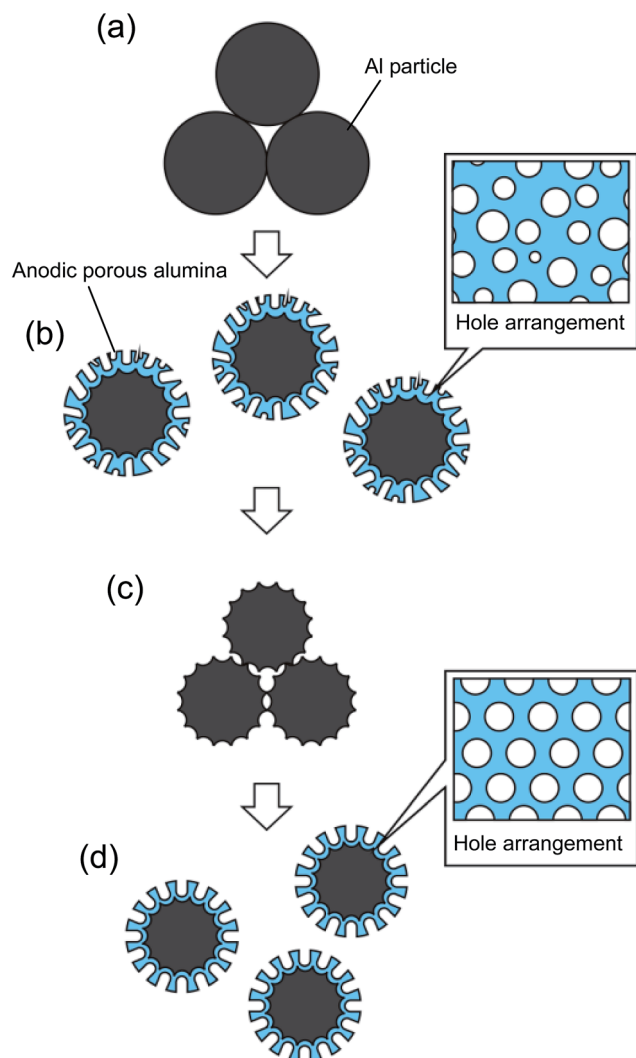 (a)
Al particle
Anodic porous alumina
(b)
Hole arrangement
(c)
Hole arrangement
(d)